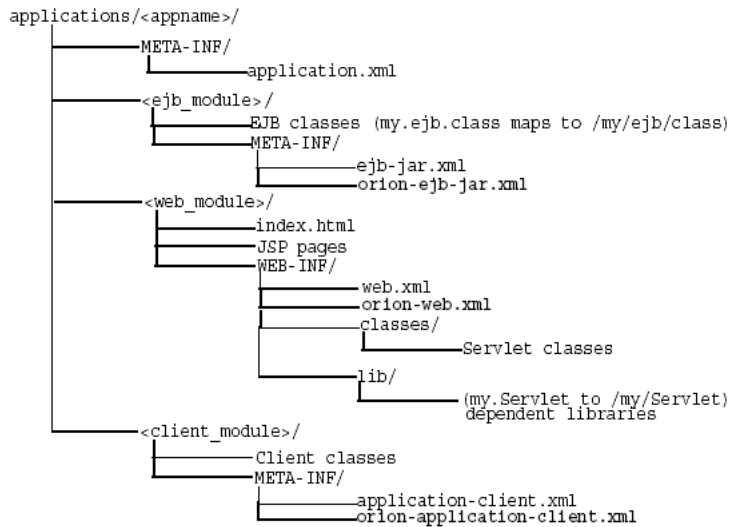 applications/<appname>/
META-INF/
application.xml
<ejb_module>/
EJB classes (my.ejb.class maps to /my/ejb/class)
META-INF/
ejb-jar.xml
orion-ejb-jar.xml
<web_module>/
index.html
JSP pages
WEB-INF/
web.xml
orion-web.xml
classes/
Servlet classes
lib/
(my.Servlet to /my/Servlet)
dependent libraries
<client_module>/
Client classes
META-INF/
application-client.xml
orion-application-client.xml